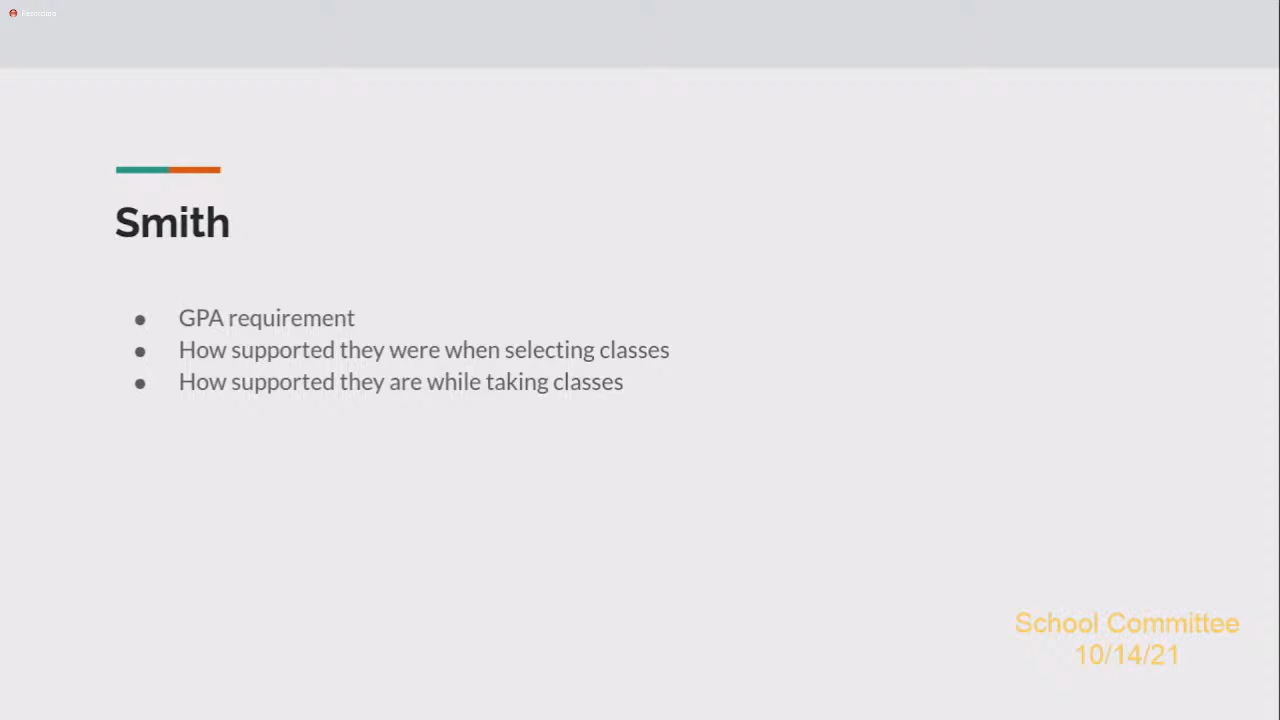 Recording
Smith
● GPA requirement
● How supported they were when selecting classes
● How supported they are while taking classes
School Committee
10/14/21